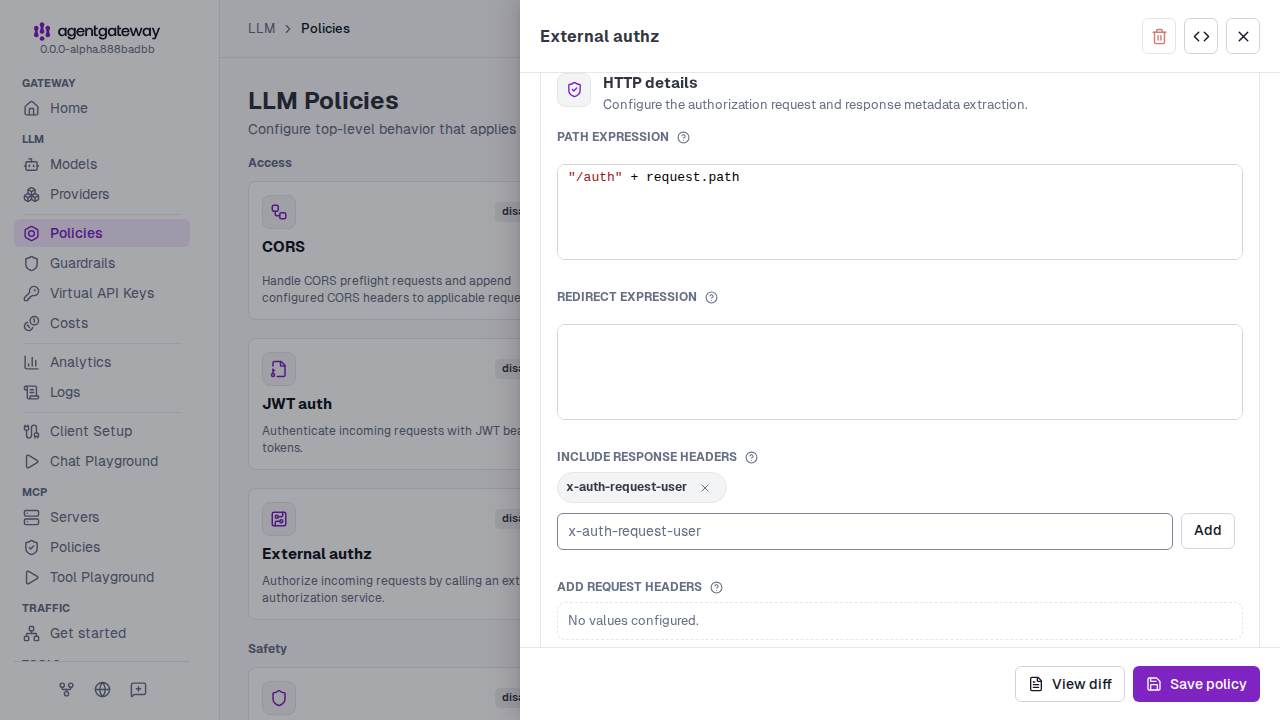 agentgateway
0.0.0-alpha.888badbb
GATEWAY
Home
LLM
Models
Providers
Policies
Guardrails
Virtual API Keys
Costs
Analytics
Logs
Client Setup
Chat Playground
MCP
Servers
Policies
Tool Playground
TRAFFIC
Get started
LLM
Policies
LLM Policies
Configure top-level behavior that applies
Access
CORS
Handle CORS preflight requests and append
configured CORS headers to applicable
JWT auth
Authenticate incoming requests with JWT
tokens.
External authz
Authorize incoming requests by calling an
authorization service.
Safety
External authz
HTTP details
Configure the authorization request and response metadata extraction.
PATH EXPRESSION
"/auth" + request.path
REDIRECT EXPRESSION
INCLUDE RESPONSE HEADERS
x-auth-request-user
x-auth-request-user
Add
ADD REQUEST HEADERS
No values configured.
View diff
Save policy